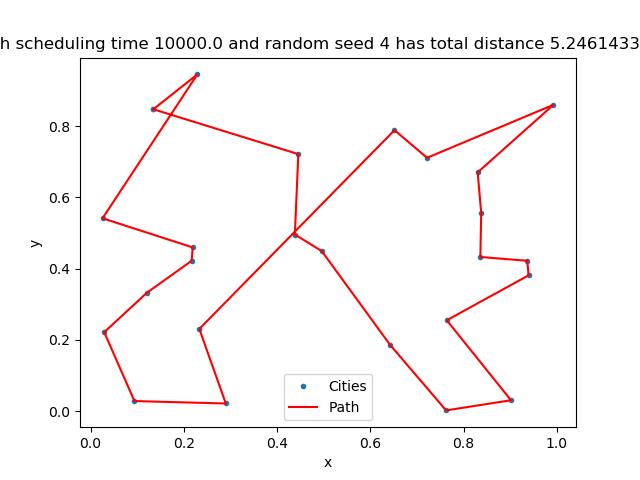 h scheduling time 10000.0 and random seed 4 has total distance 5.2461433
0.8
0.6
0.4
0.2
0.0
y
0.0 0.2 0.4 0.6 0.8 1.0
x
Cities
Path